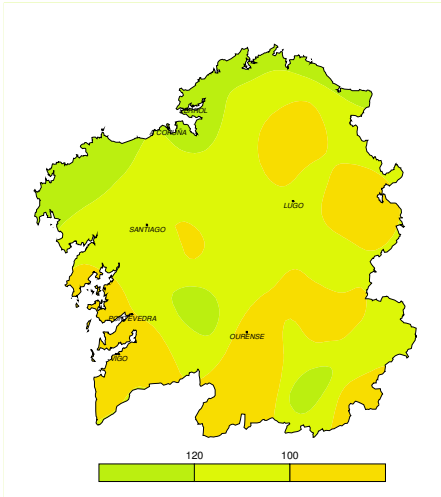 FERROL
A CORUÑA
LUGO
SANTIAGO
PONTEVEDRA
OURENSE
VIGO
120 100